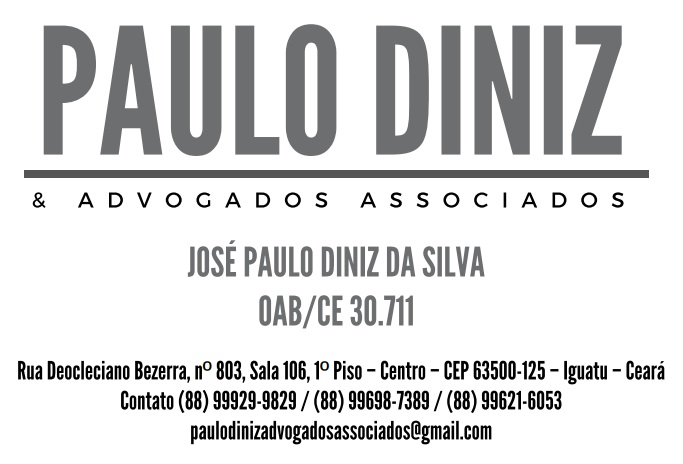 PAULO DINIZ
& ADVOGADOS ASSOCIADOS
JOSÉ PAULO DINIZ DA SILVA
OAB/CE 30.711
Rua Deocleciano Bezerra, nº 803, Sala 106, 1º Piso – Centro – CEP 63500-125 – Iguatu – Ceará
Contato (88) 99929-9829 / (88) 99698-7389 / (88) 99621-6053
paulodinizadvogadosassociados@gmail.com